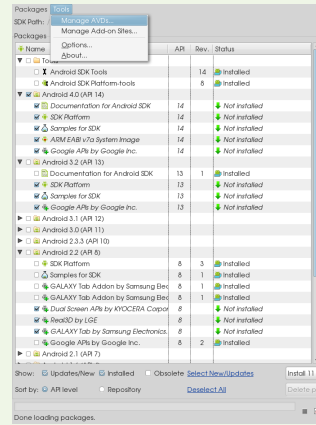 Packages Tools
SDK Path:
Manage AVDs...
Manage Add-on Sites...
Options...
About...
Packages
Name API Rev. Status
Tools
Android SDK Tools 14 Installed
Android SDK Platform-tools 8 Installed
Android 4.0 (API 14)
Documentation for Android SDK 14 Not installed
SDK Platform 14 Not installed
Samples for SDK 14 Not installed
ARM EABI v7a System Image 14 Not installed
Google APIs by Google Inc. 14 Not installed
Android 3.2 (API 13)
Documentation for Android SDK 13 1 Installed
SDK Platform 13 Not installed
Samples for SDK 13 Not installed
Google APIs by Google Inc. 13 Not installed
Android 3.1 (API 12)
Android 3.0 (API 11)
Android 2.3.3 (API 10)
Android 2.2 (API 8)
SDK Platform 8 3 Installed
Samples for SDK 8 1 Installed
GALAXY Tab Addon by Samsung Elec 8 1 Installed
GALAXY Tab Addon by Samsung Elec 8 1 Installed
Dual Screen APIs by KYOCERA Corpor 8 Not installed
Real3D by LGE 8 Not installed
GALAXY Tab by Samsung Electronics. 8 Not installed
Google APIs by Google Inc. 8 2 Installed
Android 2.1 (API 7)
Show: Updates/New Installed Obsolete Select New/Updates Install 11
Sort by: API level Repository Deselect All Delete p
Done loading packages.